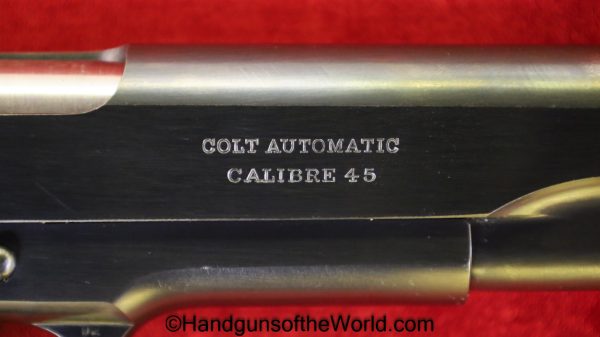 COLT AUTOMATIC
CALIBRE 45
©HandgunsoftheWorld.com